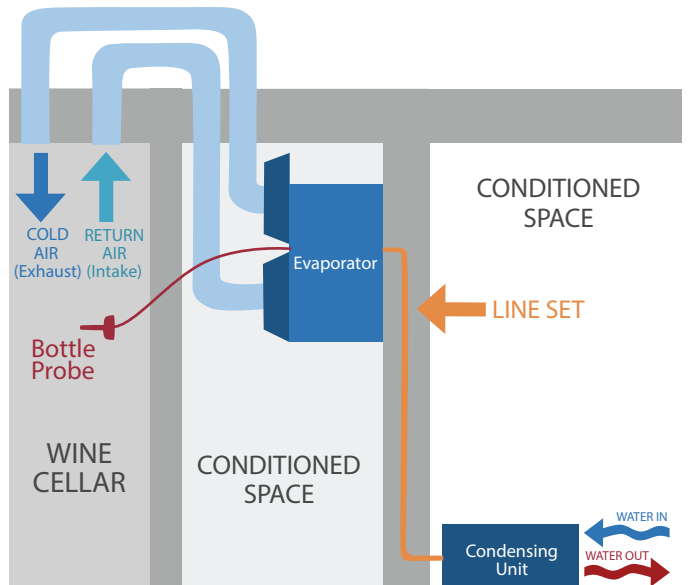 COLD
AIR
(Exhaust)
RETURN
AIR
(Intake)
Evaporator
CONDITIONED
SPACE
LINE SET
Bottle
Probe
WINE
CELLAR
CONDITIONED
SPACE
Condensing
Unit
WATER IN
WATER OUT